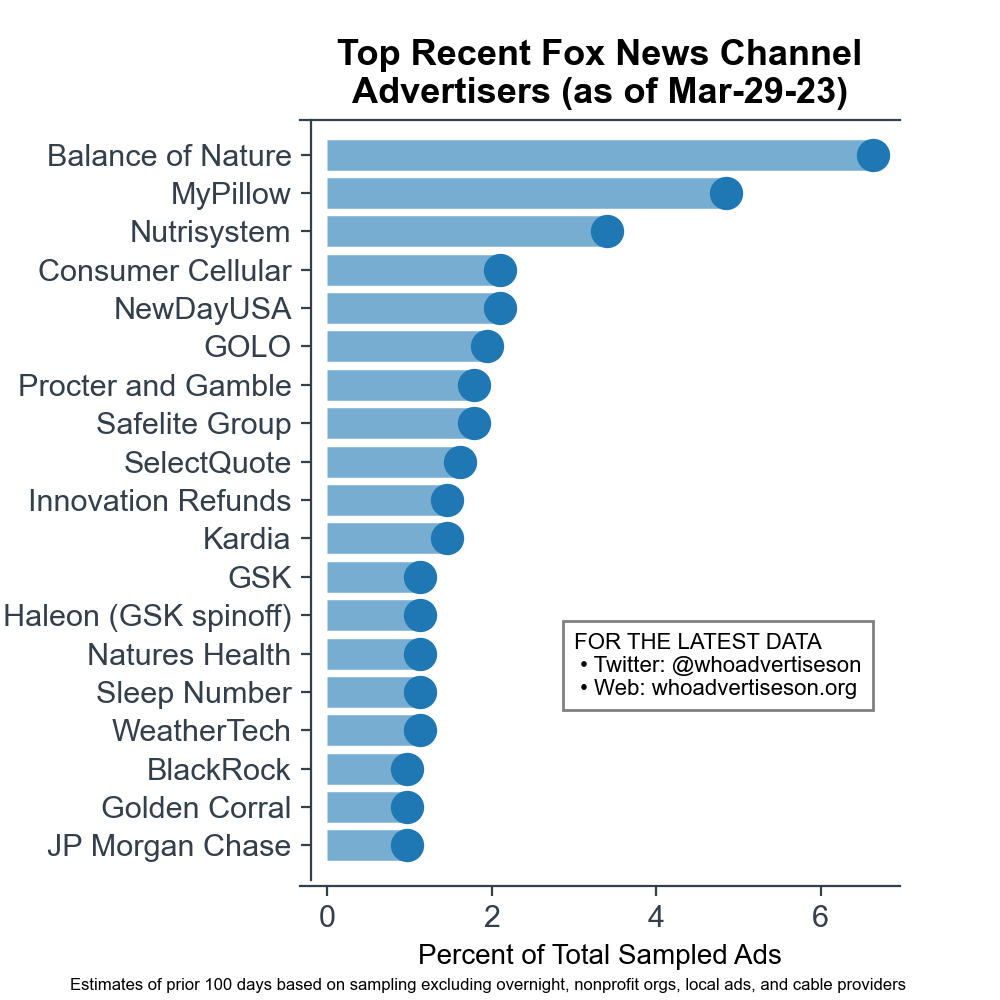 Top Recent Fox News Channel
Advertisers (as of Mar-29-23)
Balance of Nature
MyPillow
Nutrisystem
Consumer Cellular
NewDayUSA
GOLO
Procter and Gamble
Safelite Group
SelectQuote
Innovation Refunds
Kardia
GSK
Haleon (GSK spinoff)
Natures Health
Sleep Number
WeatherTech
BlackRock
Golden Corral
JP Morgan Chase
FOR THE LATEST DATA
• Twitter: @whoadvertiseson
• Web: whoadvertiseson.org
0 2 4 6
Percent of Total Sampled Ads
Estimates of prior 100 days based on sampling excluding overnight, nonprofit orgs, local ads, and cable providers